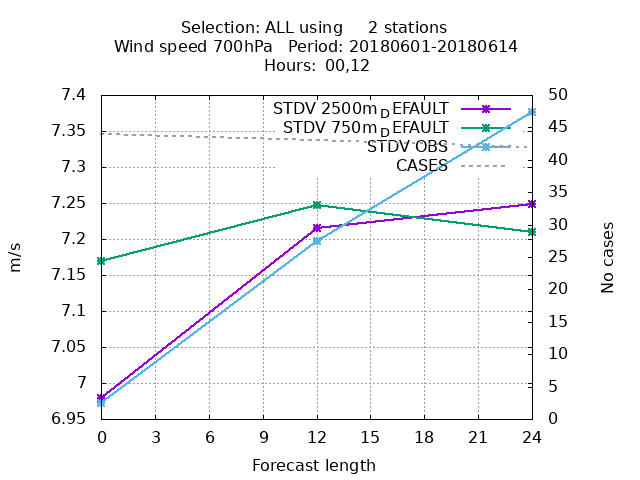 Selection: ALL using     2 stations
Wind speed 700hPa   Period: 20180601-20180614
Hours: 00,12
7.4
7.35
7.3
7.25
7.2
7.15
7.1
7.05
7
6.95
50
45
40
35
30
25
20
15
10
5
0
STDV 2500m_DEFAULT
STDV 750m_DEFAULT
STDV OBS
CASES
m/s
No cases
0 3 6 9 12 15 18 21 24
Forecast length